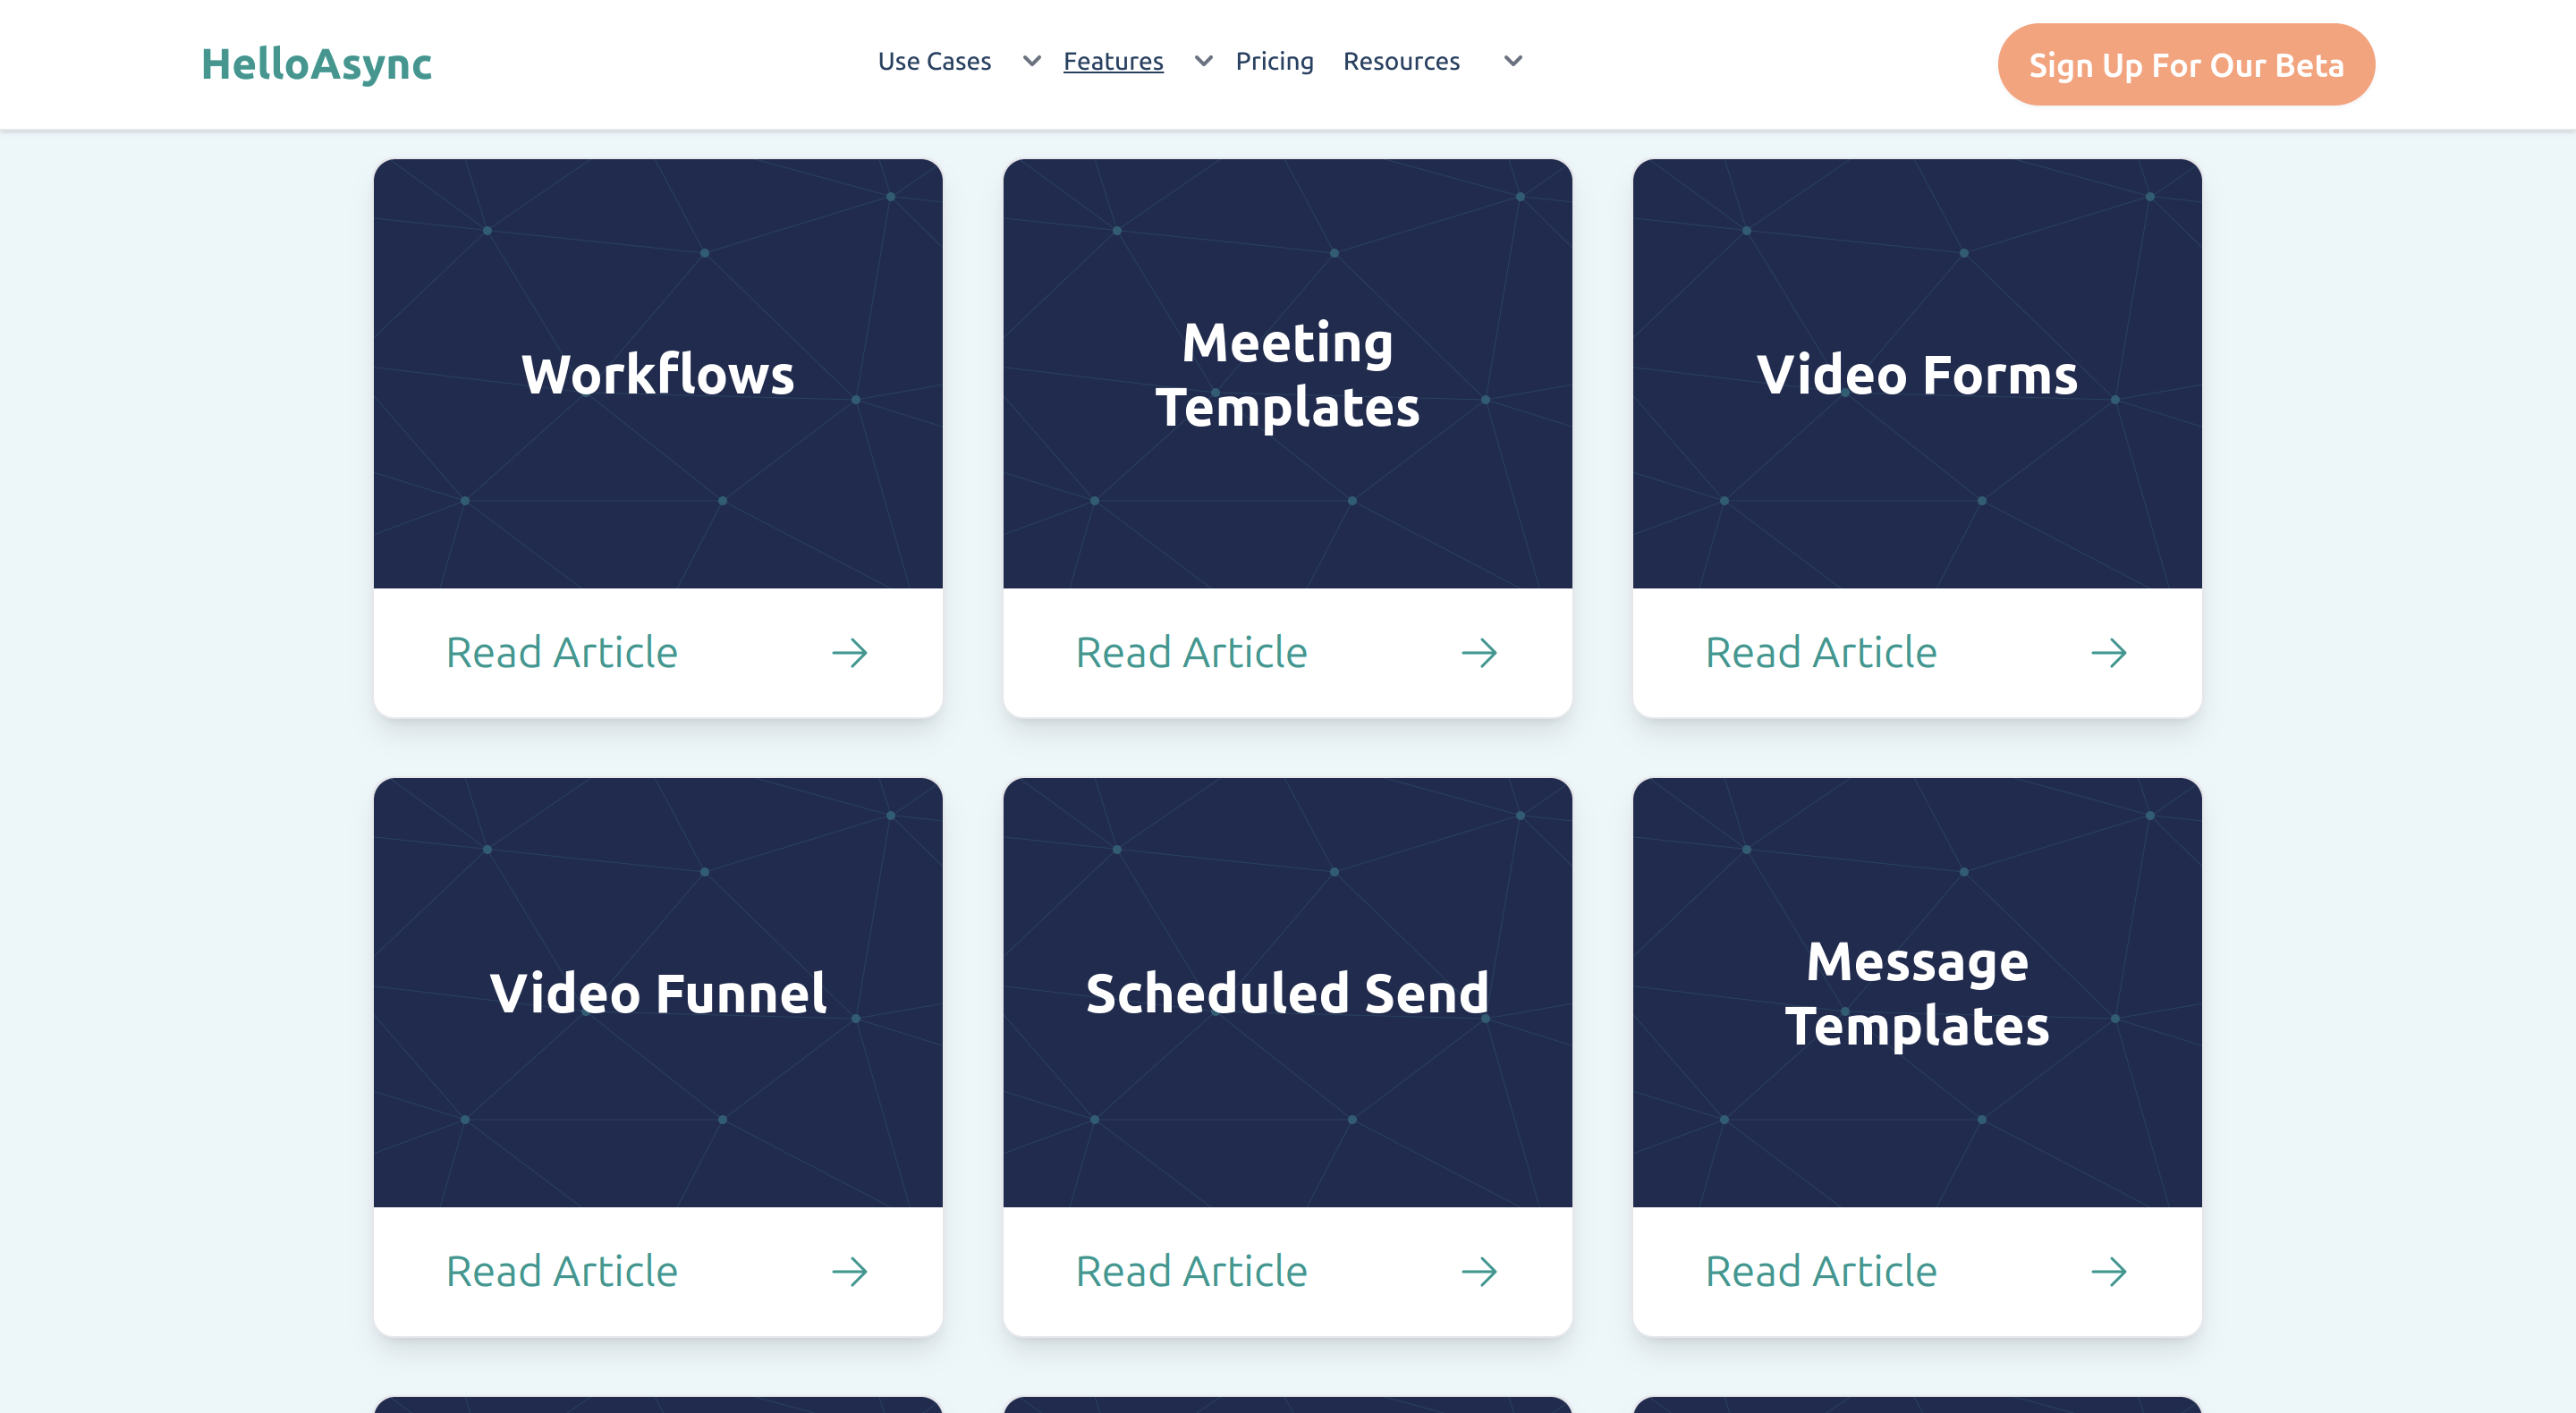 HelloAsync
Use Cases
Features
Pricing
Resources
Sign Up For Our Beta
Workflows
Read Article
Meeting
Templates
Read Article
Video Forms
Read Article
Video Funnel
Read Article
Scheduled Send
Read Article
Message
Templates
Read Article